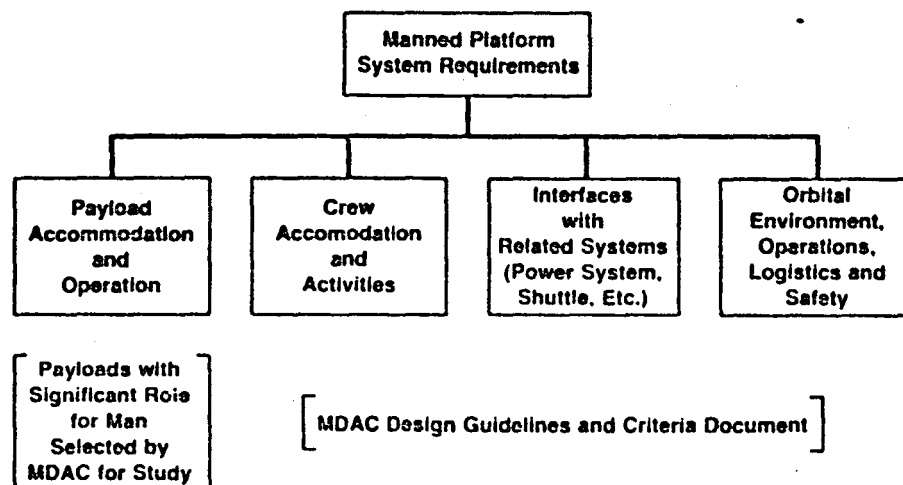 Manned Platform
System Requirements
Payload
Accommodation
and
Operation
Crew
Accomodation
and
Activities
Interfaces
with
Related Systems
(Power System,
Shuttle, Etc.)
Orbital
Environment,
Operations,
Logistics and
Safety
Payloads with
Significant Role
for Man
Selected by
MDAC for Study
MDAC Design Guidelines and Criteria Document